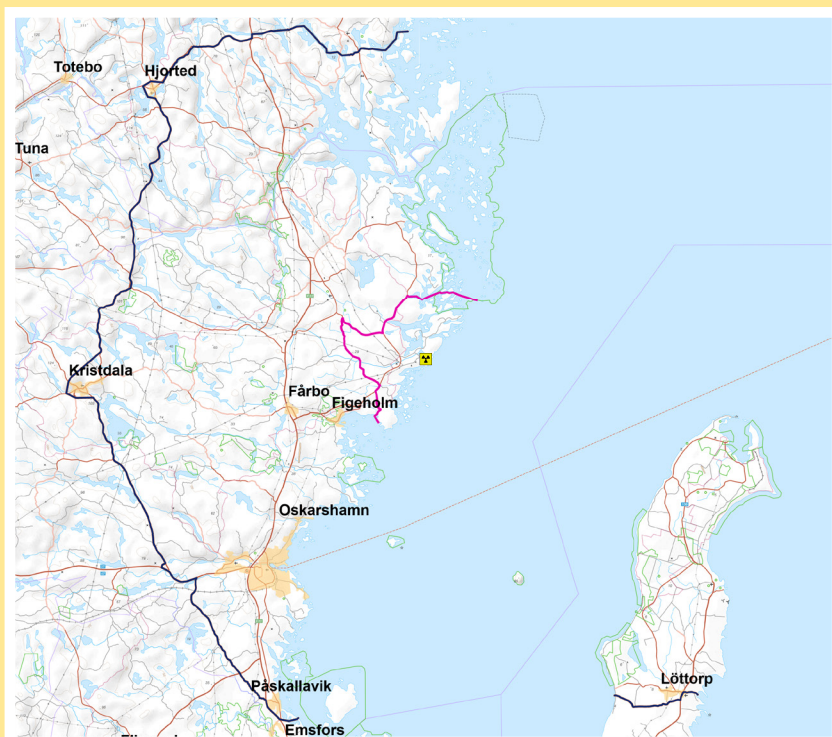 Totebo
Hjorted
Tuna
Kristdala
Fårbo
Figeholm
Oskarshamn
Påskallavik
Löttorp
Emsfors